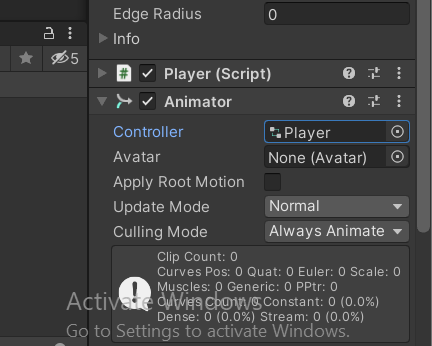 Edge Radius 0
Info
5
Player (Script)
Animator
Controller Player
Avatar None (Avatar)
Apply Root Motion
Update Mode Normal
Culling Mode Always Animate
Clip Count: 0
Curves Pos: 0 Quat: 0 Euler: 0 Scale: 0
Muscles: 0 Generic: 0 PPtr: 0
Curves Count: 0 Constant: 0 (0.0%)
Dense: 0 (0.0%) Stream: 0 (0.0%)
Activate Windows
Go to Settings to activate Windows.